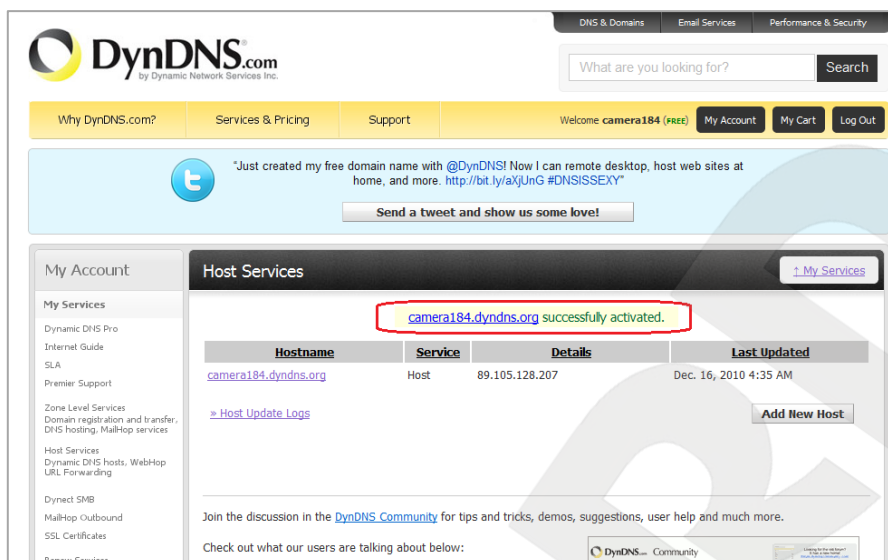 DNS & Domains Email Services Performance & Security
DynDNS.com
by Dynamic Network Services Inc.
What are you looking for? Search
Why DynDNS.com? Services & Pricing Support Welcome camera184 (FREE) My Account My Cart Log Out
"Just created my free domain name with @DynDNS! Now I can remote desktop, host web sites at
home, and more. http://bit.ly/aXjUnG #DNSISSEXY"
Send a tweet and show us some love!
My Account
Host Services
↑ My Services
My Services
Dynamic DNS Pro
Internet Guide
SLA
Premier Support
Zone Level Services
Domain registration and transfer,
DNS hosting, MailHop services
Host Services
Dynamic DNS hosts, WebHop
URL Forwarding
Dynect SMB
MailHop Outbound
SSL Certificates
camera184.dyndns.org successfully activated.
Hostname Service Details Last Updated
camera184.dyndns.org Host 89.105.128.207 Dec. 16, 2010 4:35 AM
» Host Update Logs
Add New Host
Join the discussion in the DynDNS Community for tips and tricks, demos, suggestions, user help and much more.
Check out what our users are talking about below:
DynDNS.com Community